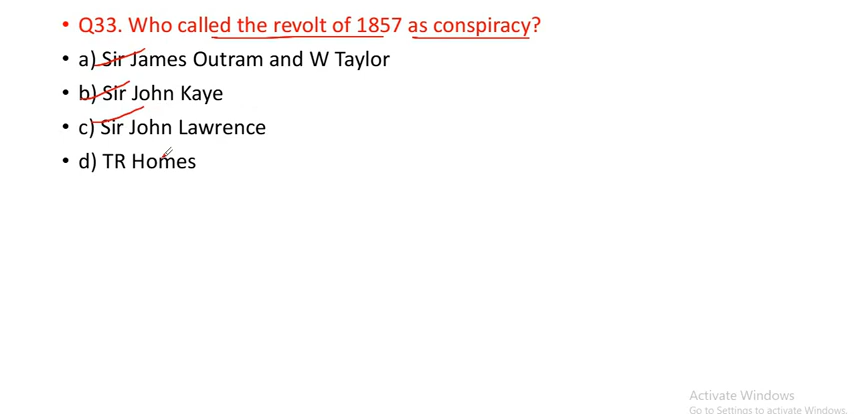 • Q33. Who called the revolt of 1857 as conspiracy?
• a) Sir James Outram and W Taylor
• b) Sir John Kaye
• c) Sir John Lawrence
• d) TR Homes
Activate Windows
Go to Settings to activate Windows.